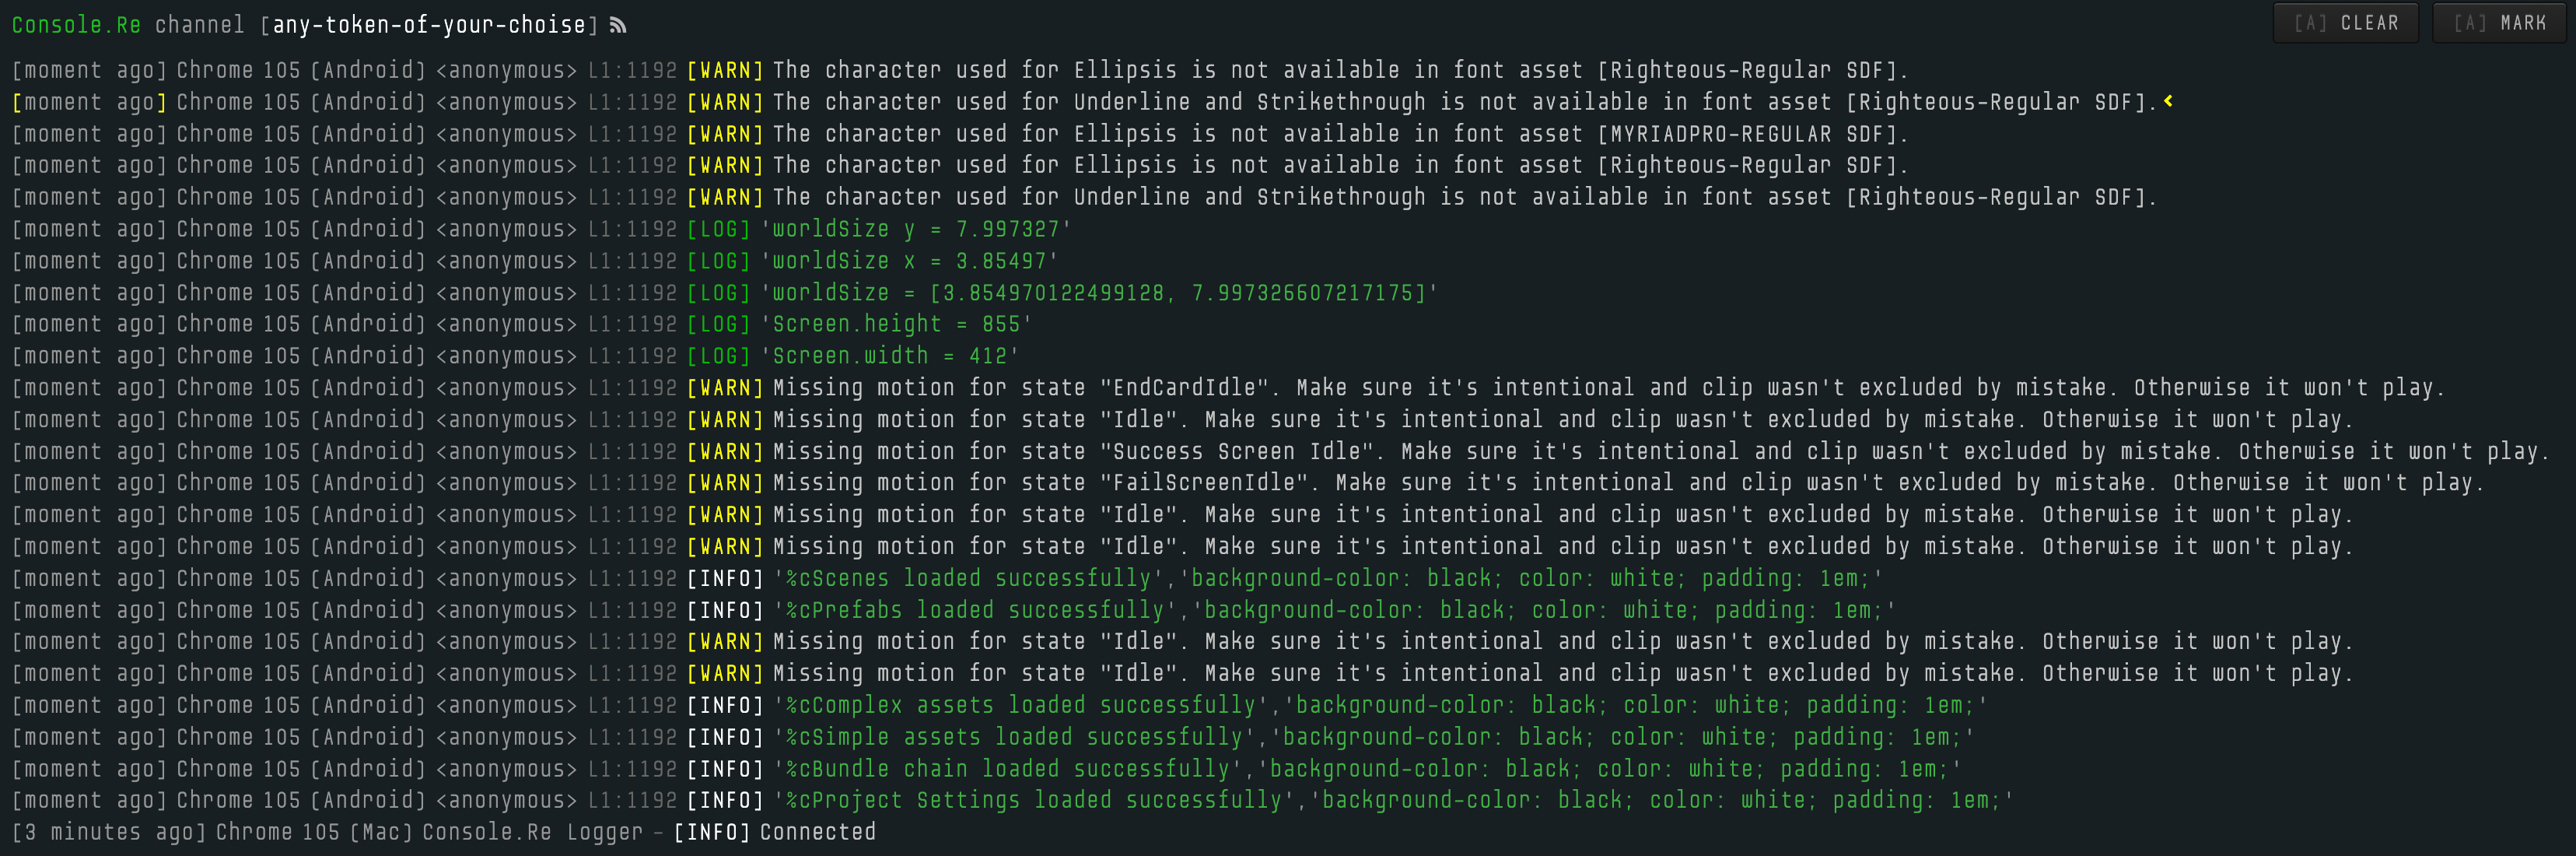 Console.Re channel [any-token-of-your-choise] [A] CLEAR [A] MARK
[moment ago] Chrome 105 (Android) <anonymous> L1:1192 [WARN] The character used for Ellipsis is not available in font asset [Righteous-Regular SDF].
[moment ago] Chrome 105 (Android) <anonymous> L1:1192 [WARN] The character used for Underline and Strikethrough is not available in font asset [Righteous-Regular SDF].‹
[moment ago] Chrome 105 (Android) <anonymous> L1:1192 [WARN] The character used for Ellipsis is not available in font asset [MYRIADPRO-REGULAR SDF].
[moment ago] Chrome 105 (Android) <anonymous> L1:1192 [WARN] The character used for Ellipsis is not available in font asset [Righteous-Regular SDF].
[moment ago] Chrome 105 (Android) <anonymous> L1:1192 [WARN] The character used for Underline and Strikethrough is not available in font asset [Righteous-Regular SDF].
[moment ago] Chrome 105 (Android) <anonymous> L1:1192 [LOG] 'worldSize y = 7.997327'
[moment ago] Chrome 105 (Android) <anonymous> L1:1192 [LOG] 'worldSize x = 3.85497'
[moment ago] Chrome 105 (Android) <anonymous> L1:1192 [LOG] 'worldSize = [3.854970122499128, 7.997326607217175]'
[moment ago] Chrome 105 (Android) <anonymous> L1:1192 [LOG] 'Screen.height = 855'
[moment ago] Chrome 105 (Android) <anonymous> L1:1192 [LOG] 'Screen.width = 412'
[moment ago] Chrome 105 (Android) <anonymous> L1:1192 [WARN] Missing motion for state "EndCardIdle". Make sure it's intentional and clip wasn't excluded by mistake. Otherwise it won't play.
[moment ago] Chrome 105 (Android) <anonymous> L1:1192 [WARN] Missing motion for state "Idle". Make sure it's intentional and clip wasn't excluded by mistake. Otherwise it won't play.
[moment ago] Chrome 105 (Android) <anonymous> L1:1192 [WARN] Missing motion for state "Success Screen Idle". Make sure it's intentional and clip wasn't excluded by mistake. Otherwise it won't play.
[moment ago] Chrome 105 (Android) <anonymous> L1:1192 [WARN] Missing motion for state "FailScreenIdle". Make sure it's intentional and clip wasn't excluded by mistake. Otherwise it won't play.
[moment ago] Chrome 105 (Android) <anonymous> L1:1192 [WARN] Missing motion for state "Idle". Make sure it's intentional and clip wasn't excluded by mistake. Otherwise it won't play.
[moment ago] Chrome 105 (Android) <anonymous> L1:1192 [WARN] Missing motion for state "Idle". Make sure it's intentional and clip wasn't excluded by mistake. Otherwise it won't play.
[moment ago] Chrome 105 (Android) <anonymous> L1:1192 [INFO] '%cScenes loaded successfully','background-color: black; color: white; padding: 1em;'
[moment ago] Chrome 105 (Android) <anonymous> L1:1192 [INFO] '%cPrefabs loaded successfully','background-color: black; color: white; padding: 1em;'
[moment ago] Chrome 105 (Android) <anonymous> L1:1192 [WARN] Missing motion for state "Idle". Make sure it's intentional and clip wasn't excluded by mistake. Otherwise it won't play.
[moment ago] Chrome 105 (Android) <anonymous> L1:1192 [WARN] Missing motion for state "Idle". Make sure it's intentional and clip wasn't excluded by mistake. Otherwise it won't play.
[moment ago] Chrome 105 (Android) <anonymous> L1:1192 [INFO] '%cComplex assets loaded successfully','background-color: black; color: white; padding: 1em;'
[moment ago] Chrome 105 (Android) <anonymous> L1:1192 [INFO] '%cSimple assets loaded successfully','background-color: black; color: white; padding: 1em;'
[moment ago] Chrome 105 (Android) <anonymous> L1:1192 [INFO] '%cBundle chain loaded successfully','background-color: black; color: white; padding: 1em;'
[moment ago] Chrome 105 (Android) <anonymous> L1:1192 [INFO] '%cProject Settings loaded successfully','background-color: black; color: white; padding: 1em;'
[3 minutes ago] Chrome 105 (Mac) Console.Re Logger – [INFO] Connected